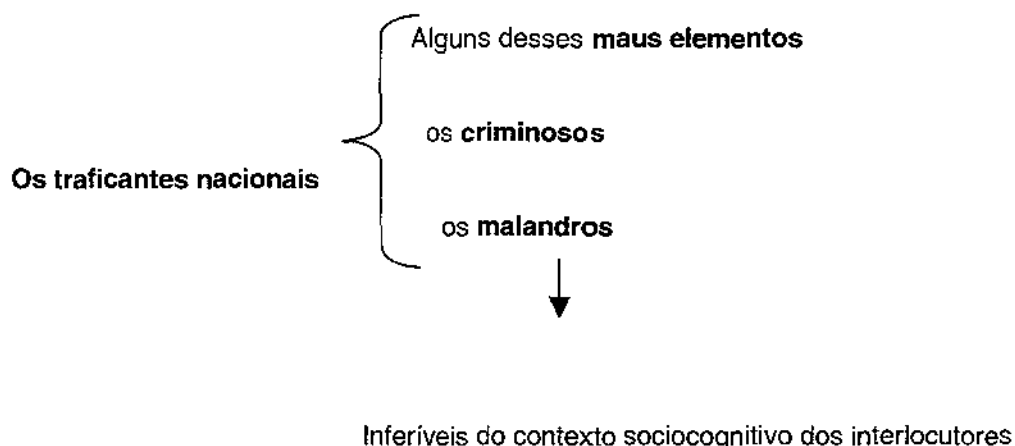 Alguns desses maus elementos
os criminosos
Os traficantes nacionais
os malandros
Inferíveis do contexto sociocognitivo dos interlocutores